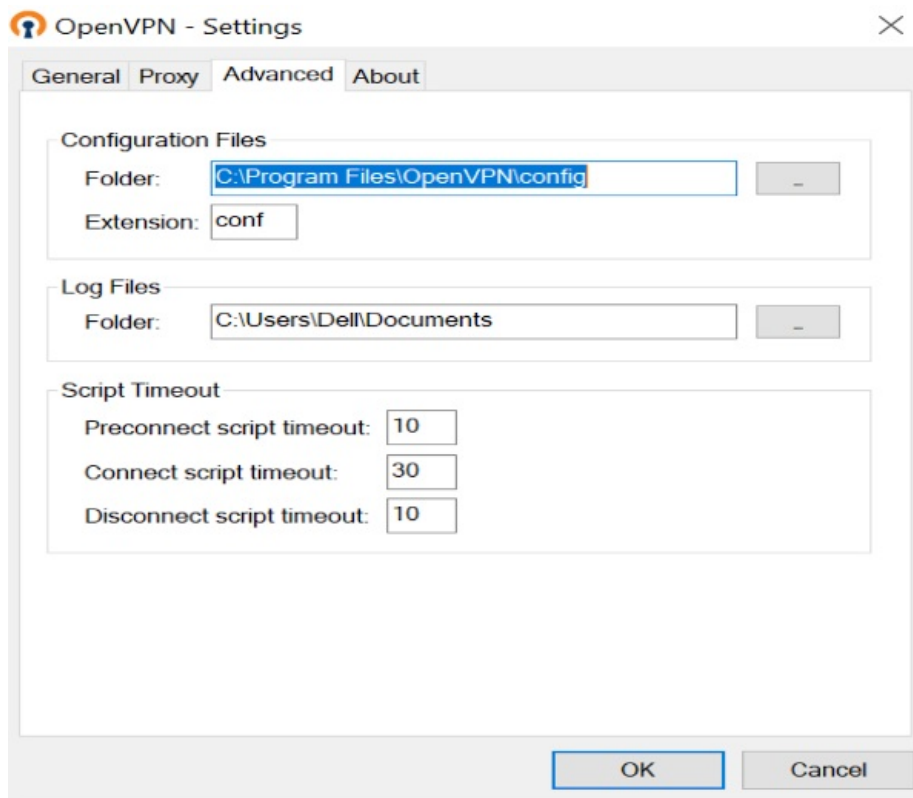 OpenVPN - Settings
General Proxy Advanced About
Configuration Files
Folder: C:\Program Files\OpenVPN\config
Extension: conf
Log Files
Folder: C:\Users\Dell\Documents
Script Timeout
Preconnect script timeout: 10
Connect script timeout: 30
Disconnect script timeout: 10
OK Cancel